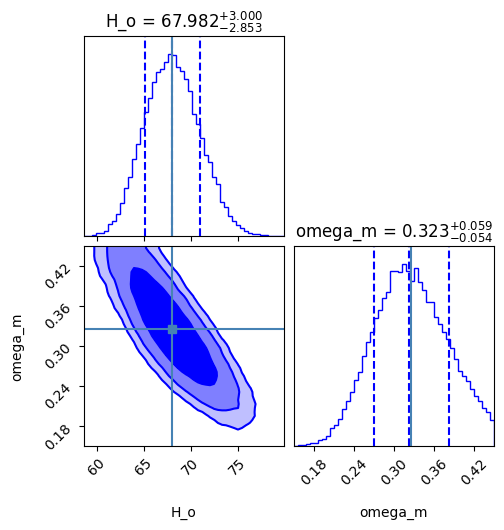 H_o = 67.982+3.000 −2.853
omega_m = 0.323+0.059 −0.054
omega_m
0.42
0.36
0.30
0.24
0.18
60 65 70 75
H_o
0.18 0.24 0.30 0.36 0.42
omega_m